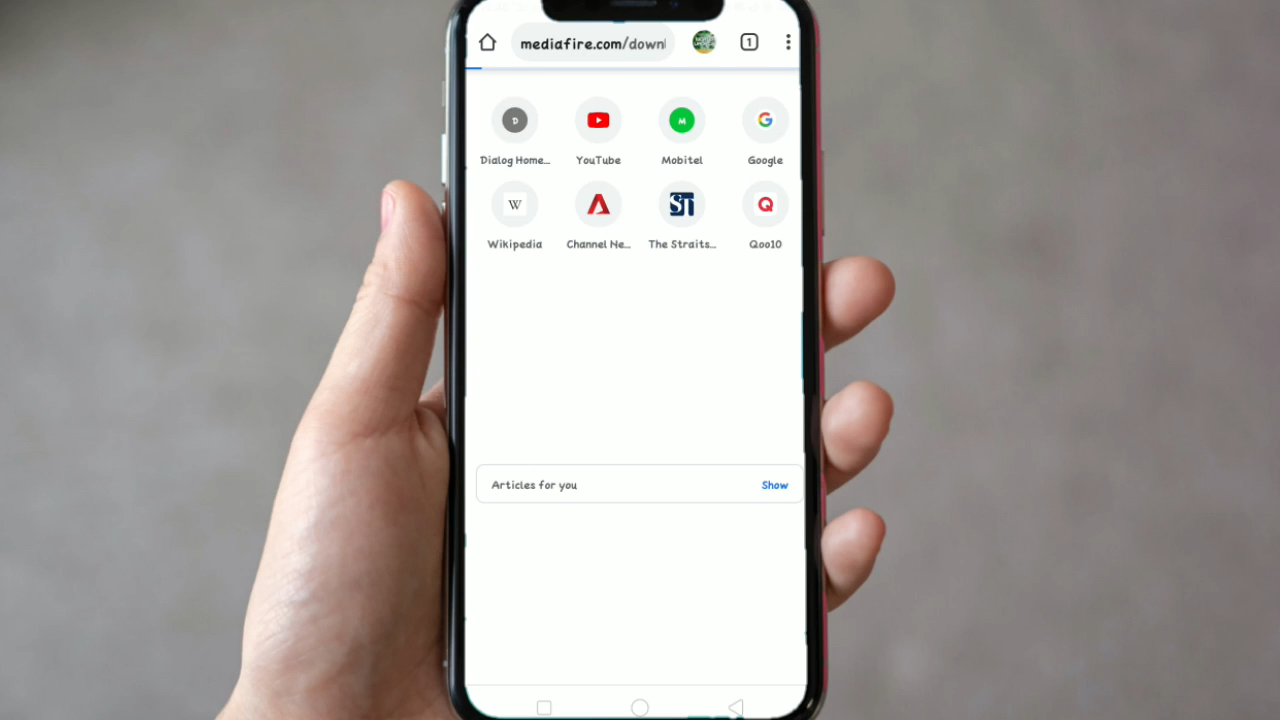 mediafire.com/downl
1
D
M
G
Dialog Home...
YouTube
Mobitel
Google
W
ST
Q
Wikipedia
Channel Ne...
The Straits...
Qoo10
Articles for you
Show